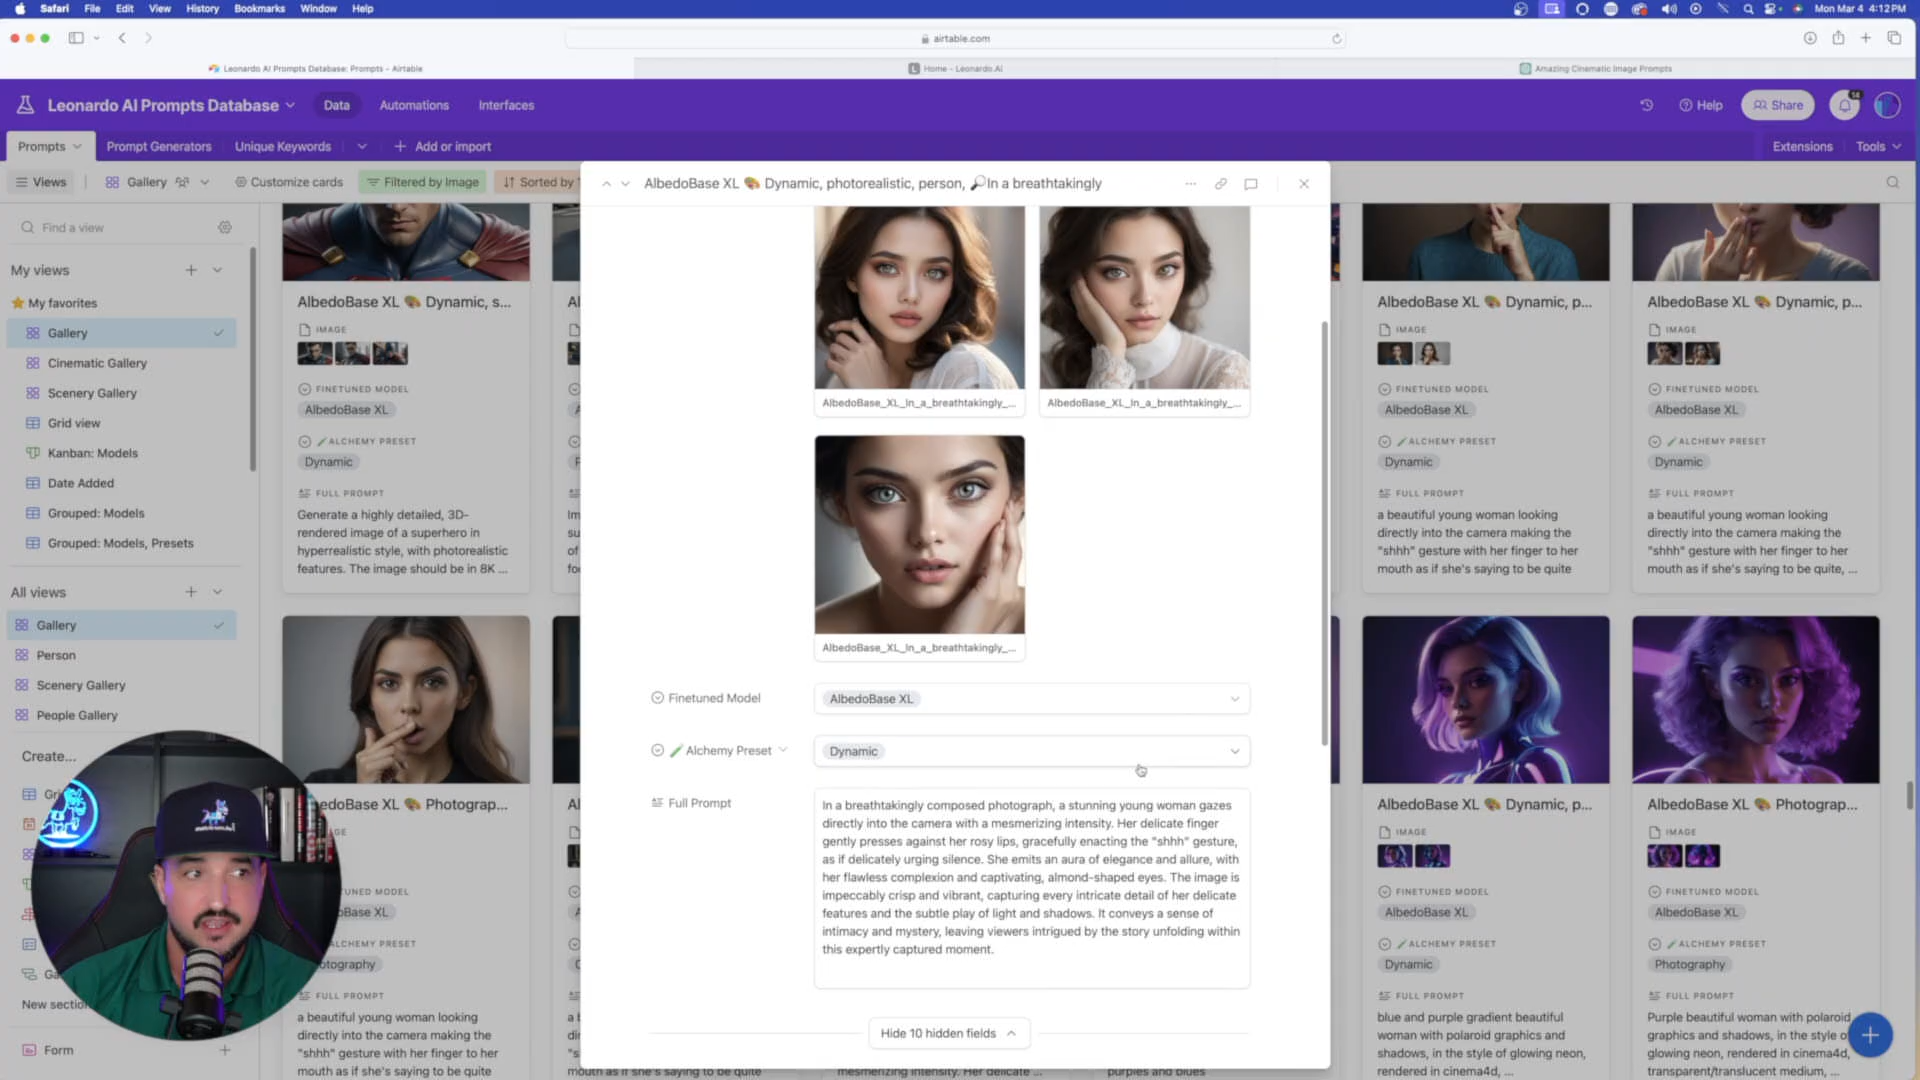 Safari File Edit View History Bookmarks Window Help
Mon Mar 4 4:12 PM
airtable.com
Leonardo AI Prompts Database: Prompts - Airtable
Home - Leonardo.Ai
Amazing Cinematic Image Prompts
Leonardo AI Prompts Database
Data
Automations
Interfaces
Help
Share
14
Prompts
Prompt Generators
Unique Keywords
Add or import
Extensions
Tools
Views
Gallery
Customize cards
Filtered by Image
Sorted by
AlbedoBase XL 🎨 Dynamic, photorealistic, person, 🔎In a breathtakingly
Find a view
My views
My favorites
Gallery
Cinematic Gallery
Scenery Gallery
Grid view
Kanban: Models
Date Added
Grouped: Models
Grouped: Models, Presets
All views
Gallery
Person
Scenery Gallery
People Gallery
Create...
New section
Form
AlbedoBase XL 🎨 Dynamic, s...
IMAGE
FINETUNED MODEL
AlbedoBase XL
ALCHEMY PRESET
Dynamic
FULL PROMPT
Generate a highly detailed, 3D-
rendered image of a superhero in
hyperrealistic style, with photorealistic
features. The image should be in 8K ...
Photograp...
FULL PROMPT
a beautiful young woman looking
directly into the camera making the
"shhh" gesture with her finger to her
mouth as if she's saying to be quite
AlbedoBase_XL_In_a_breathtakingly_...
AlbedoBase_XL_In_a_breathtakingly_...
AlbedoBase_XL_In_a_breathtakingly_...
Finetuned Model
AlbedoBase XL
Alchemy Preset
Dynamic
Full Prompt
In a breathtakingly composed photograph, a stunning young woman gazes
directly into the camera with a mesmerizing intensity. Her delicate finger
gently presses against her rosy lips, gracefully enacting the "shhh" gesture,
as if delicately urging silence. She emits an aura of elegance and allure, with
her flawless complexion and captivating, almond-shaped eyes. The image is
impeccably crisp and vibrant, capturing every intricate detail of her delicate
features and the subtle play of light and shadows. It conveys a sense of
intimacy and mystery, leaving viewers intrigued by the story unfolding within
this expertly captured moment.
Hide 10 hidden fields
AlbedoBase XL 🎨 Dynamic, p...
IMAGE
FINETUNED MODEL
AlbedoBase XL
ALCHEMY PRESET
Dynamic
FULL PROMPT
a beautiful young woman looking
directly into the camera making the
"shhh" gesture with her finger to her
mouth as if she's saying to be quite
AlbedoBase XL 🎨 Dynamic, p...
IMAGE
FINETUNED MODEL
AlbedoBase XL
ALCHEMY PRESET
Dynamic
FULL PROMPT
a beautiful young woman looking
directly into the camera making the
"shhh" gesture with her finger to her
mouth as if she's saying to be quite, ...
AlbedoBase XL 🎨 Dynamic, p...
IMAGE
FINETUNED MODEL
AlbedoBase XL
ALCHEMY PRESET
Dynamic
FULL PROMPT
blue and purple gradient beautiful
woman with polaroid graphics and
shadows, in the style of glowing neon,
rendered in cinema4d, ...
AlbedoBase XL 🎨 Photograp...
IMAGE
FINETUNED MODEL
AlbedoBase XL
ALCHEMY PRESET
Photography
FULL PROMPT
Purple beautiful woman with polaroid
graphics and shadows, in the style of
glowing neon, rendered in cinema4d,
transparent/translucent medium, ...